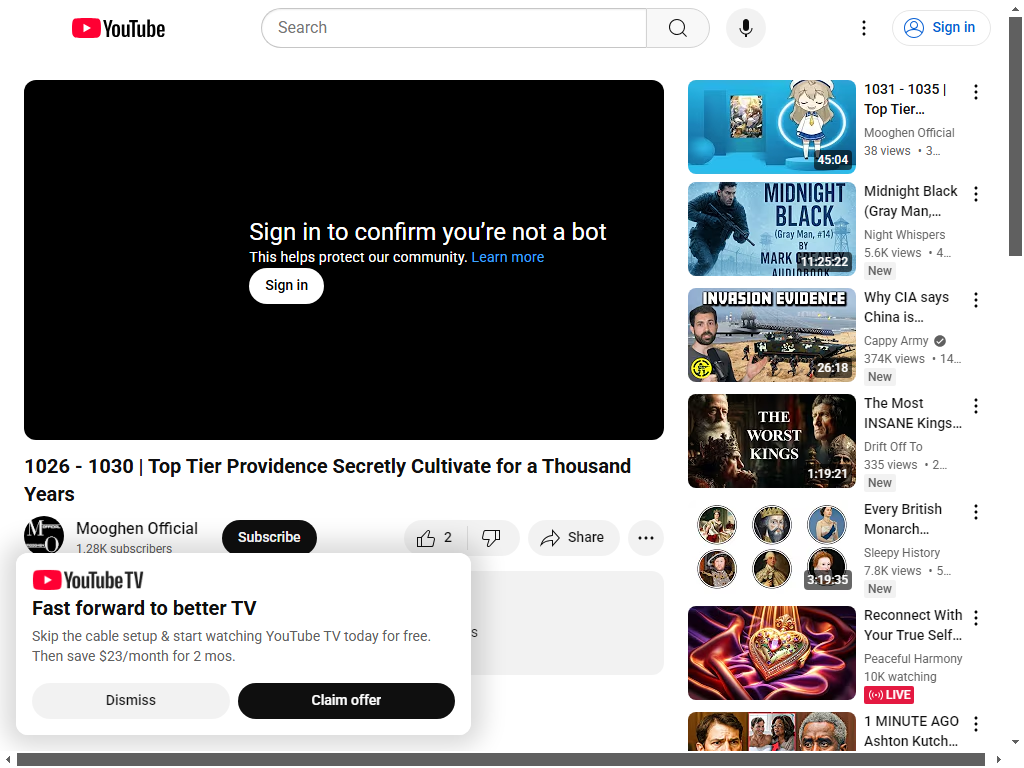 YouTube
Search
Sign in
Sign in to confirm you’re not a bot
This helps protect our community. Learn more
Sign in
1026 - 1030 | Top Tier Providence Secretly Cultivate for a Thousand
Years
Mooghen Official
1.28K subscribers
Subscribe
2
Share
YouTube TV
Fast forward to better TV
Skip the cable setup & start watching YouTube TV today for free.
Then save $23/month for 2 mos.
Dismiss
Claim offer
s
45:04
1031 - 1035 |
Top Tier…
Mooghen Official
38 views • 3…
MIDNIGHT
BLACK
(Gray Man, #14)
BY
MARK GREANEY
AUDIOBOOK
11:25:22
Midnight Black
(Gray Man,…
Night Whispers
5.6K views • 4…
New
INVASION EVIDENCE
26:18
Why CIA says
China is…
Cappy Army
374K views • 14…
New
THE
WORST
KINGS
1:19:21
The Most
INSANE Kings…
Drift Off To
335 views • 2…
New
3:19:35
Every British
Monarch…
Sleepy History
7.8K views • 5…
New
Reconnect With
Your True Self…
Peaceful Harmony
10K watching
LIVE
1 MINUTE AGO
Ashton Kutch…